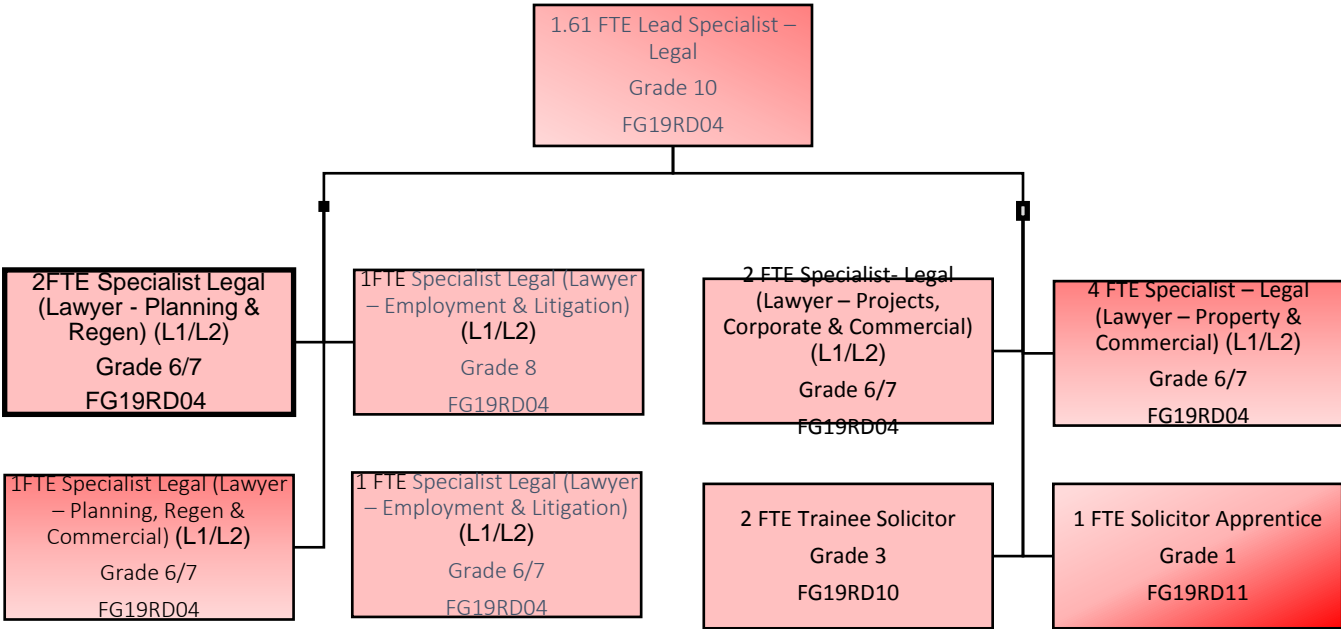 1.61 FTE Lead Specialist –
Legal
Grade 10
FG19RD04
2FTE Specialist Legal
(Lawyer - Planning &
Regen) (L1/L2)
Grade 6/7
FG19RD04
1FTE Specialist Legal (Lawyer
– Employment & Litigation)
(L1/L2)
Grade 8
FG19RD04
2 FTE Specialist- Legal
(Lawyer – Projects,
Corporate & Commercial)
(L1/L2)
Grade 6/7
FG19RD04
4 FTE Specialist – Legal
(Lawyer – Property &
Commercial) (L1/L2)
Grade 6/7
FG19RD04
1FTE Specialist Legal (Lawyer
– Planning, Regen &
Commercial) (L1/L2)
Grade 6/7
FG19RD04
1 FTE Specialist Legal (Lawyer
– Employment & Litigation)
(L1/L2)
Grade 6/7
FG19RD04
2 FTE Trainee Solicitor
Grade 3
FG19RD10
1 FTE Solicitor Apprentice
Grade 1
FG19RD11